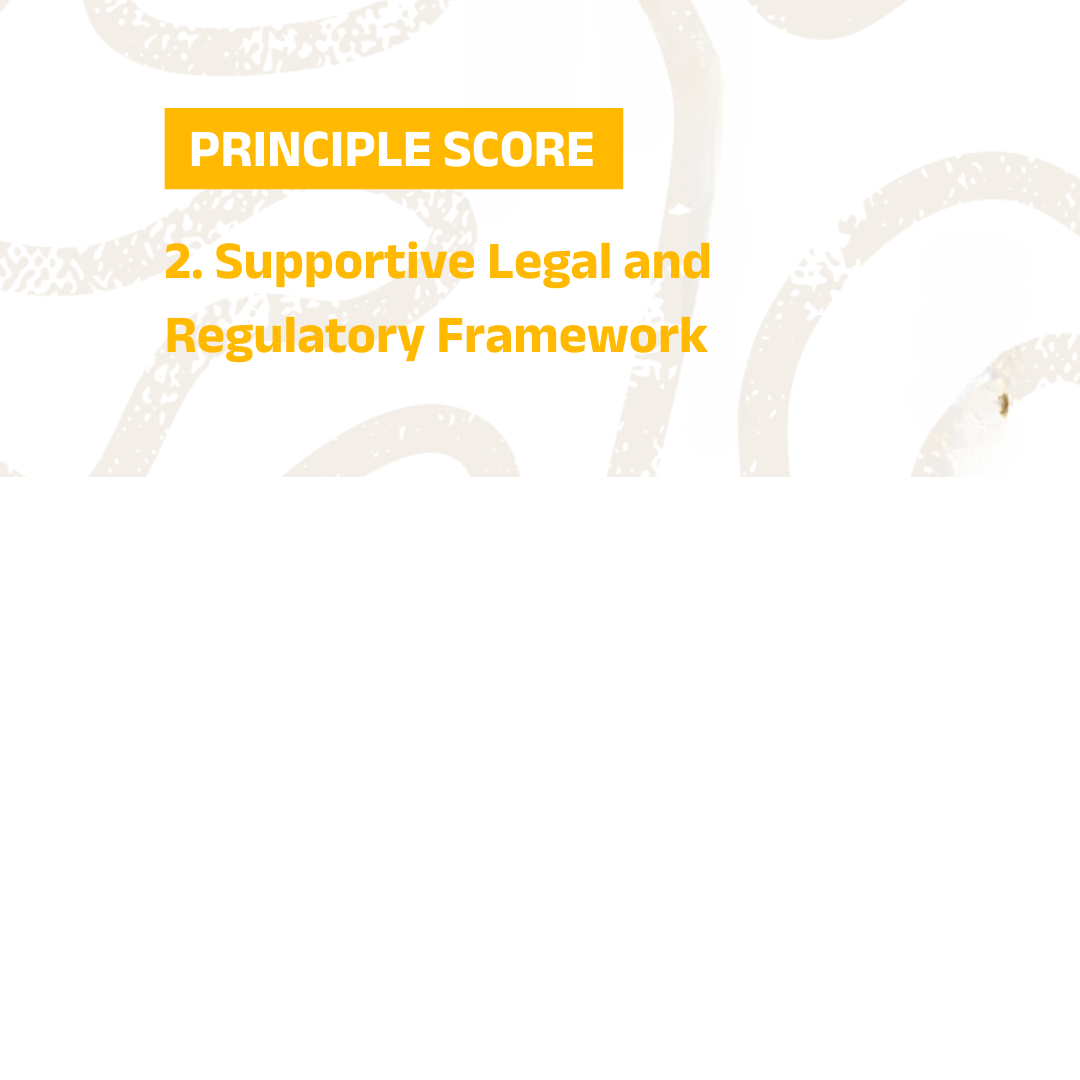 PRINCIPLE SCORE
2. Supportive Legal and
Regulatory Framework